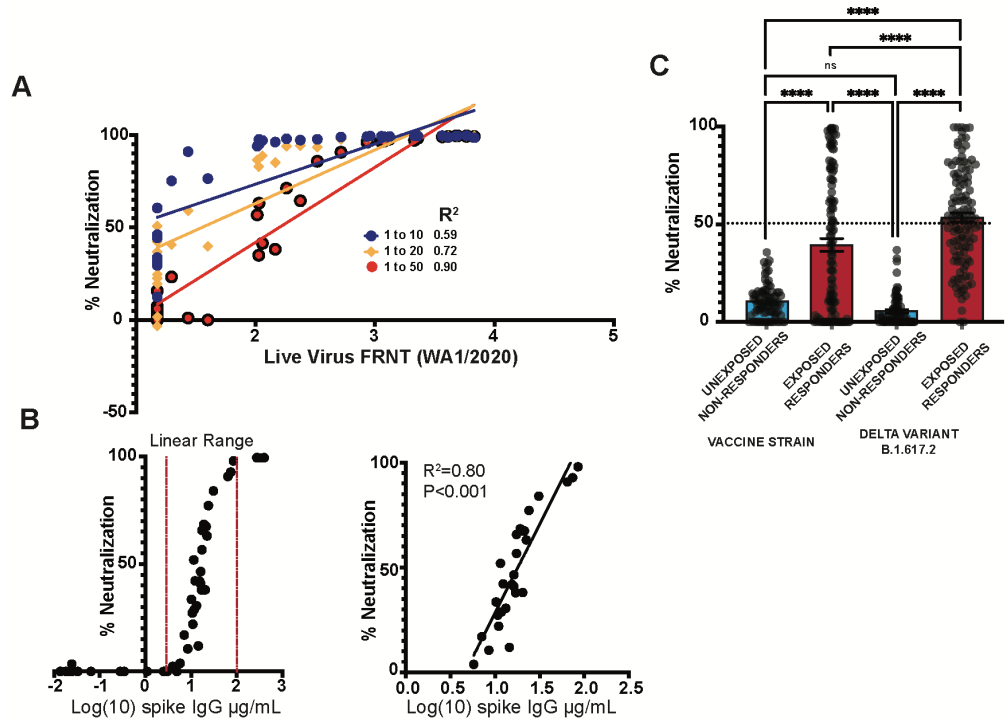 A
100
50
0
-50
% Neutralization
2
3
4
5
Live Virus FRNT (WA1/2020)
R2
1 to 10 0.59
1 to 20 0.72
1 to 50 0.90
B
Linear Range
100
50
0
% Neutralization
-2
-1
0
1
2
3
Log(10) spike IgG µg/mL
100
50
0
% Neutralization
R2=0.80
P<0.001
0.0
0.5
1.0
1.5
2.0
2.5
Log(10) spike IgG µg/mL
C
****
****
ns
****
****
****
100
50
0
% Neutralization
UNEXPOSED
NON-RESPONDERS
EXPOSED
RESPONDERS
UNEXPOSED
NON-RESPONDERS
EXPOSED
RESPONDERS
VACCINE STRAIN
DELTA VARIANT
B.1.617.2